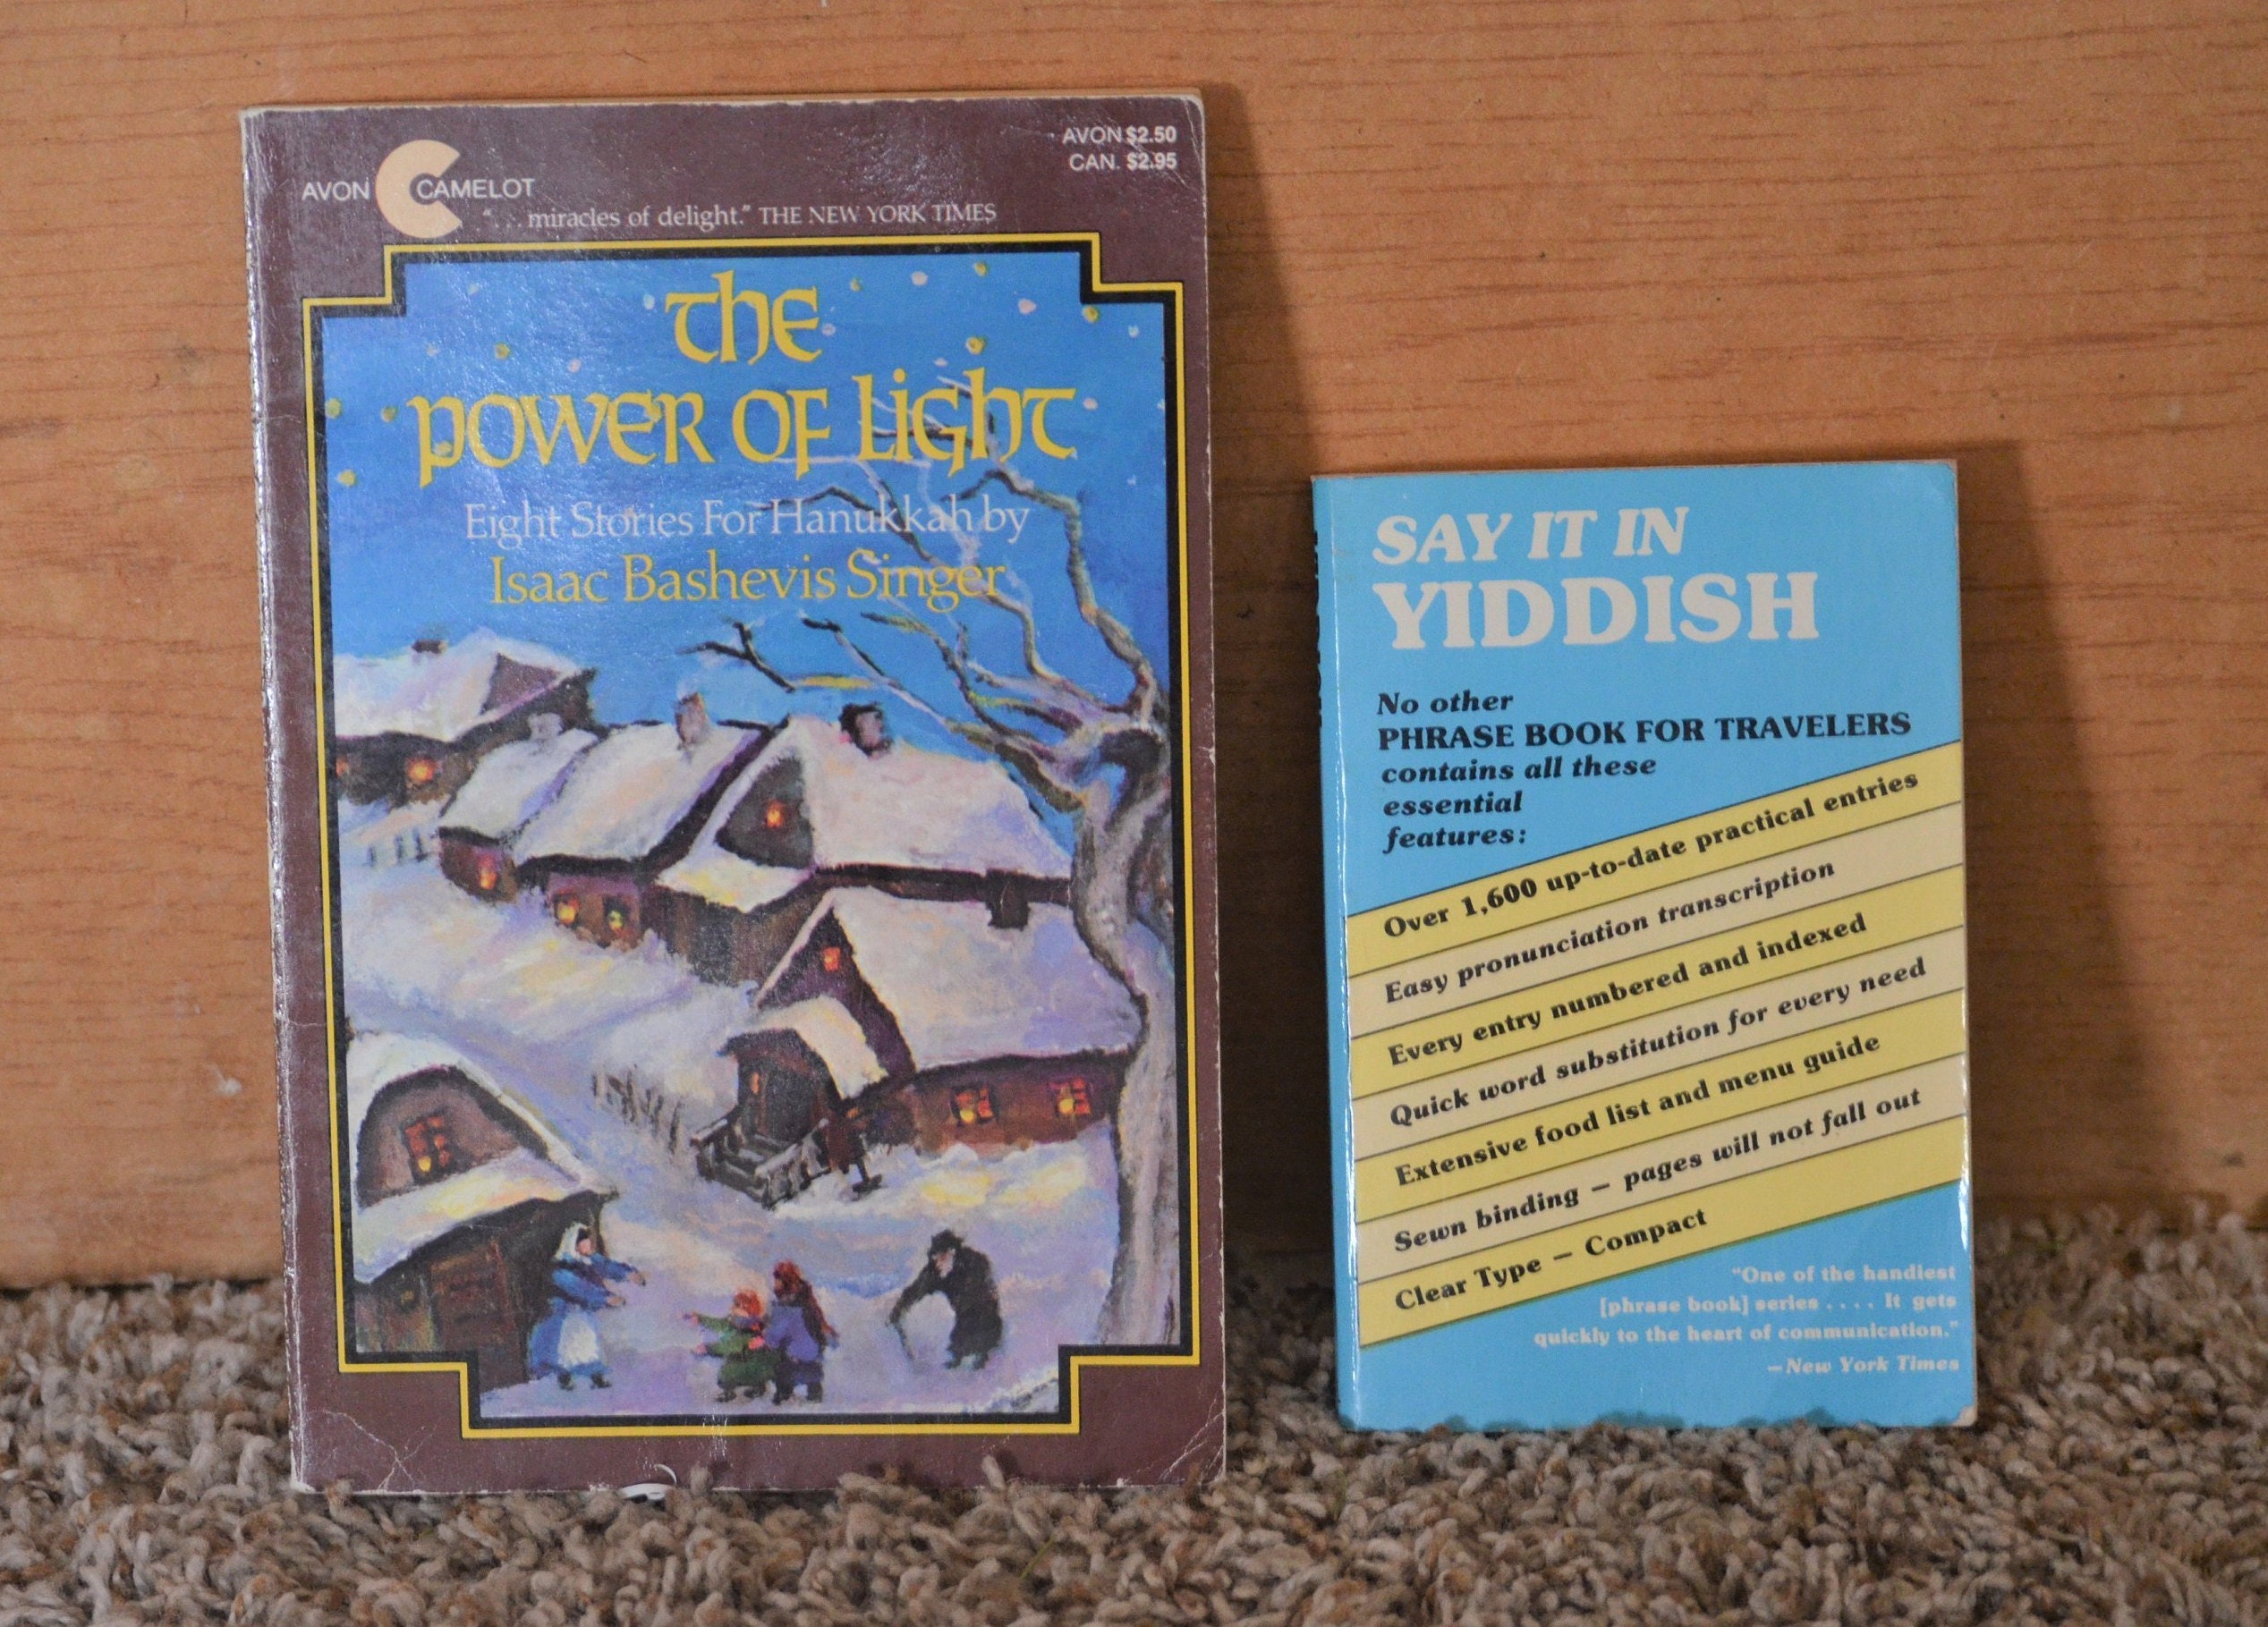 AVON CAMELOT
AVON $2.50
CAN. $2.95
"...miracles of delight." THE NEW YORK TIMES
The
Power of Light
Eight Stories For Hanukkah by
Isaac Bashevis Singer
SAY IT IN
YIDDISH
No other
PHRASE BOOK FOR TRAVELERS
contains all these
essential
features:
Over 1,600 up-to-date practical entries
Easy pronunciation transcription
Every entry numbered and indexed
Quick word substitution for every need
Extensive food list and menu guide
Sewn binding — pages will not fall out
Clear Type — Compact
"One of the handiest
[phrase book] series .... It gets
quickly to the heart of communication."
—New York Times